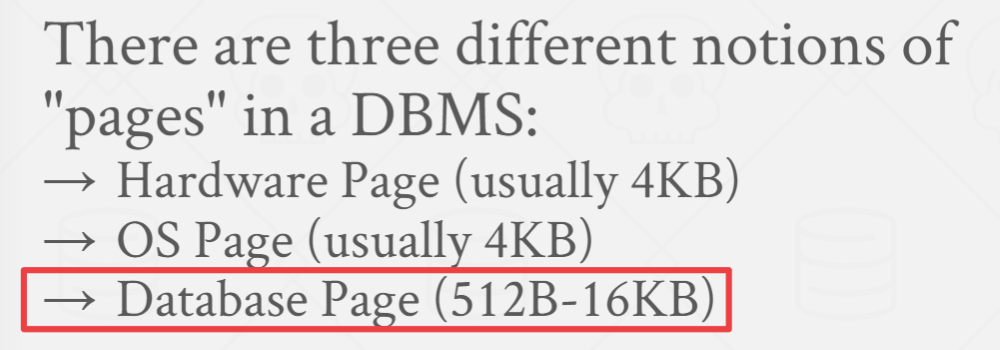 There are three different notions of
"pages" in a DBMS:
→ Hardware Page (usually 4KB)
→ OS Page (usually 4KB)
→ Database Page (512B-16KB)